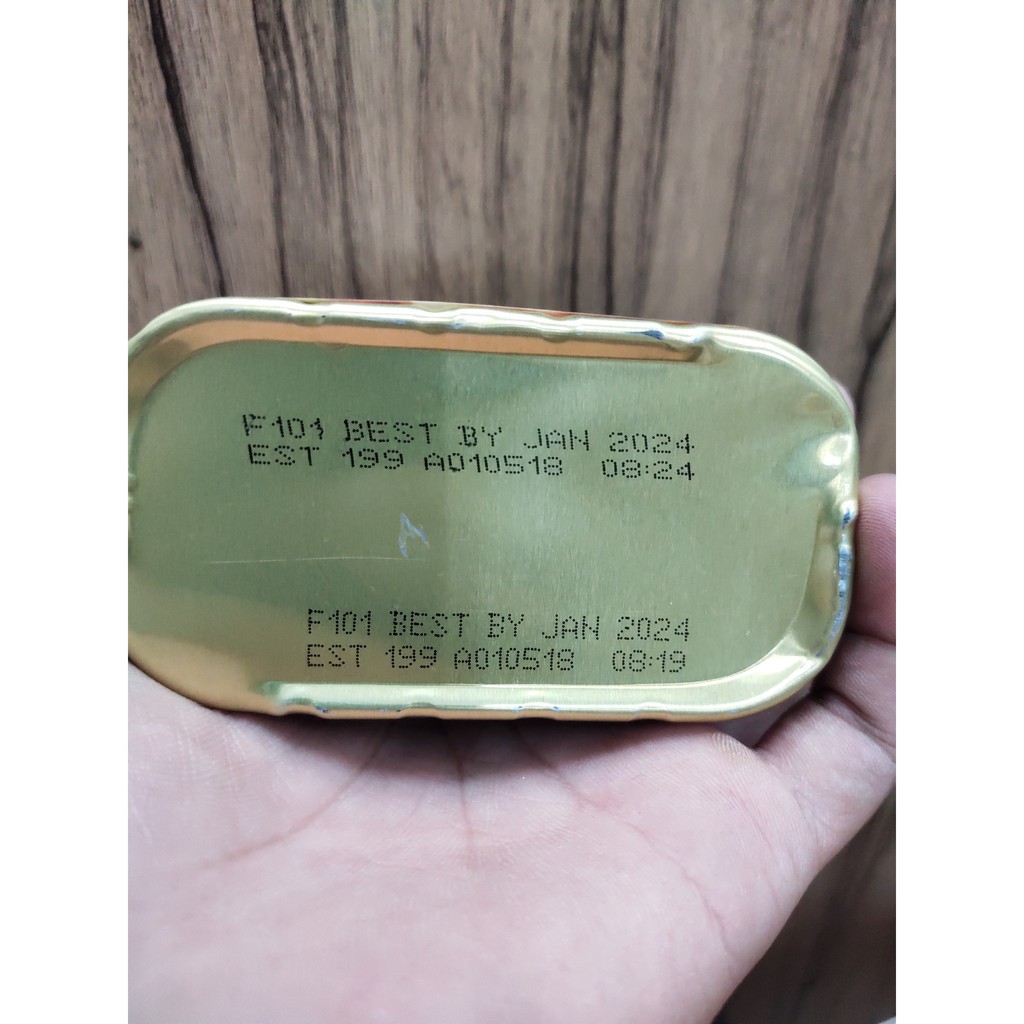 F101 BEST BY JAN 2024
EST 199 A010518 08:24
F101 BEST BY JAN 2024
EST 199 A010518 08:19